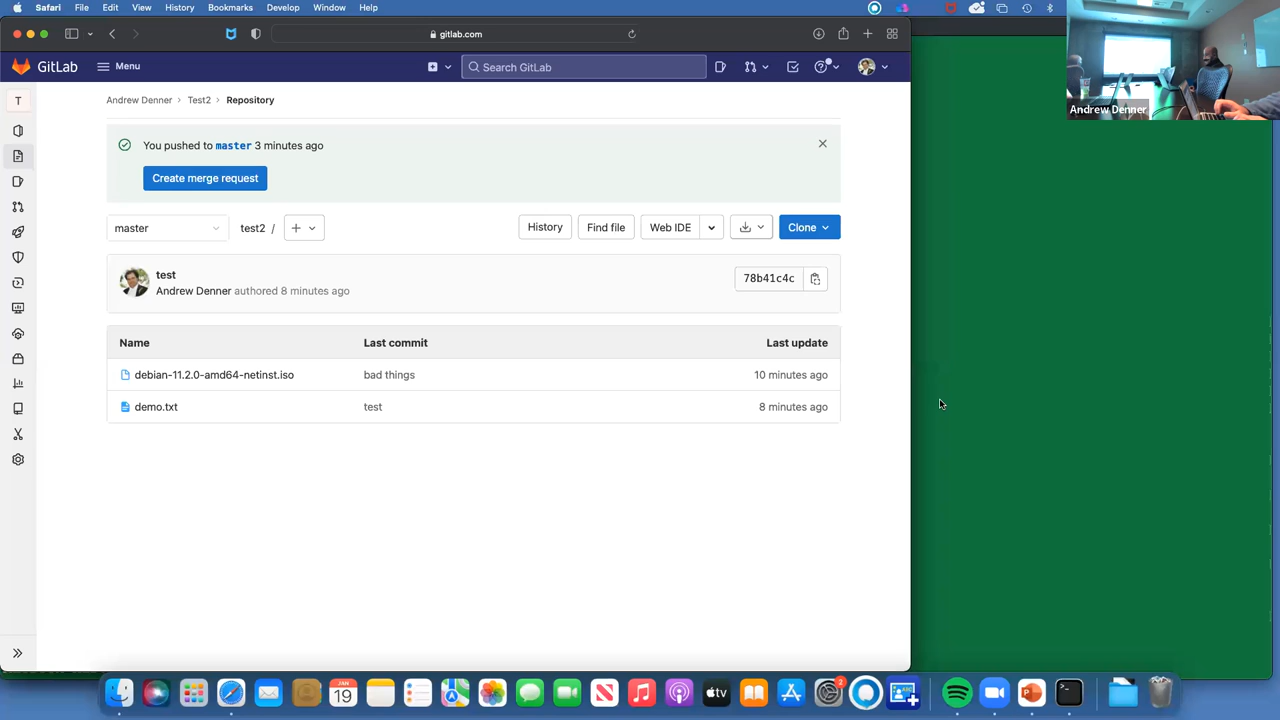 Safari File Edit View History Bookmarks Develop Window Help
gitlab.com
GitLab Menu Search GitLab
Andrew Denner
T
Andrew Denner › Test2 › Repository
You pushed to master 3 minutes ago
Create merge request
master test2 / + History Find file Web IDE Clone
test
Andrew Denner authored 8 minutes ago
78b41c4c
Name Last commit Last update
debian-11.2.0-amd64-netinst.iso bad things 10 minutes ago
demo.txt test 8 minutes ago
JAN
19
tv
2